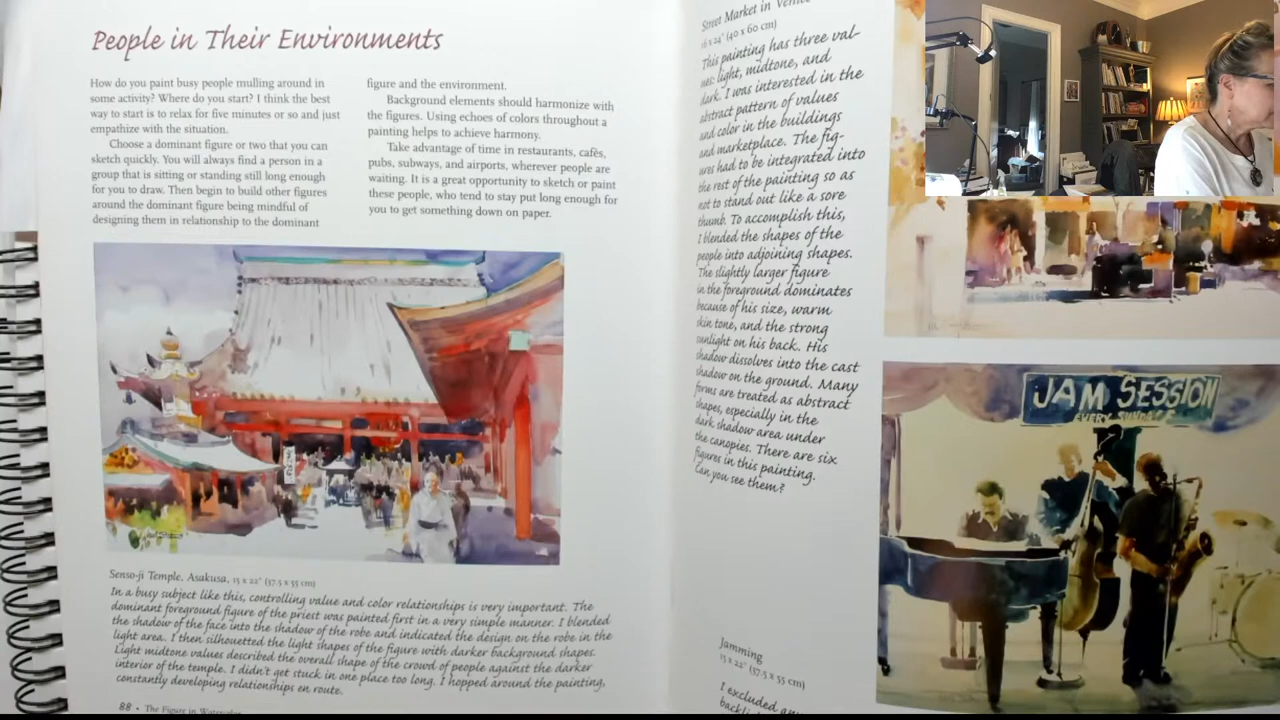 People in Their Environments
How do you paint busy people mulling around in
some activity? Where do you start? I think the best
way to start is to relax for five minutes or so and just
empathize with the situation.
Choose a dominant figure or two that you can
sketch quickly. You will always find a person in a
group that is sitting or standing still long enough
for you to draw. Then begin to build other figures
around the dominant figure being mindful of
designing them in relationship to the dominant
figure and the environment.
Background elements should harmonize with
the figures. Using echoes of colors throughout a
painting helps to achieve harmony.
Take advantage of time in restaurants, cafès,
pubs, subways, and airports, wherever people are
waiting. It is a great opportunity to sketch or paint
these people, who tend to stay put long enough for
you to get something down on paper.
Senso-ji Temple, Asakusa, 15 x 22" (37.5 x 55 cm)
In a busy subject like this, controlling value and color relationships is very important. The
dominant foreground figure of the priest was painted first in a very simple manner. I blended
the shadow of the face into the shadow of the robe and indicated the design on the robe in the
light area. I then silhouetted the light shapes of the figure with darker background shapes.
Light midtone values described the overall shape of the crowd of people against the darker
interior of the temple. I didn't get stuck in one place too long. I hopped around the painting,
constantly developing relationships en route.
88 • The Figure in Watercolor
Street Market in Venice
16 x 24" (40 x 60 cm)
This painting has three val-
ues: light, midtone, and
dark. I was interested in the
abstract pattern of values
and color in the buildings
and marketplace. The fig-
ures had to be integrated into
the rest of the painting so as
not to stand out like a sore
thumb. To accomplish this,
I blended the shapes of the
people into adjoining shapes.
The slightly larger figure
in the foreground dominates
because of his size, warm
skin tone, and the strong
sunlight on his back. His
shadow dissolves into the cast
shadow on the ground. Many
forms are treated as abstract
shapes, especially in the
dark shadow area under
the canopies. There are six
figures in this painting.
Can you see them?
JAM SESSION
EVERY SUNDAY
Jamming
15 x 22" (37.5 x 55 cm)
I excluded any